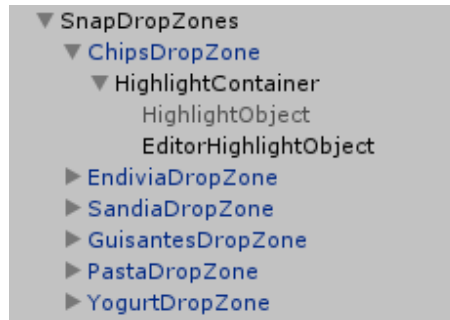 SnapDropZones
ChipsDropZone
HighlightContainer
HighlightObject
EditorHighlightObject
EndiviaDropZone
SandiaDropZone
GuisantesDropZone
PastaDropZone
YogurtDropZone